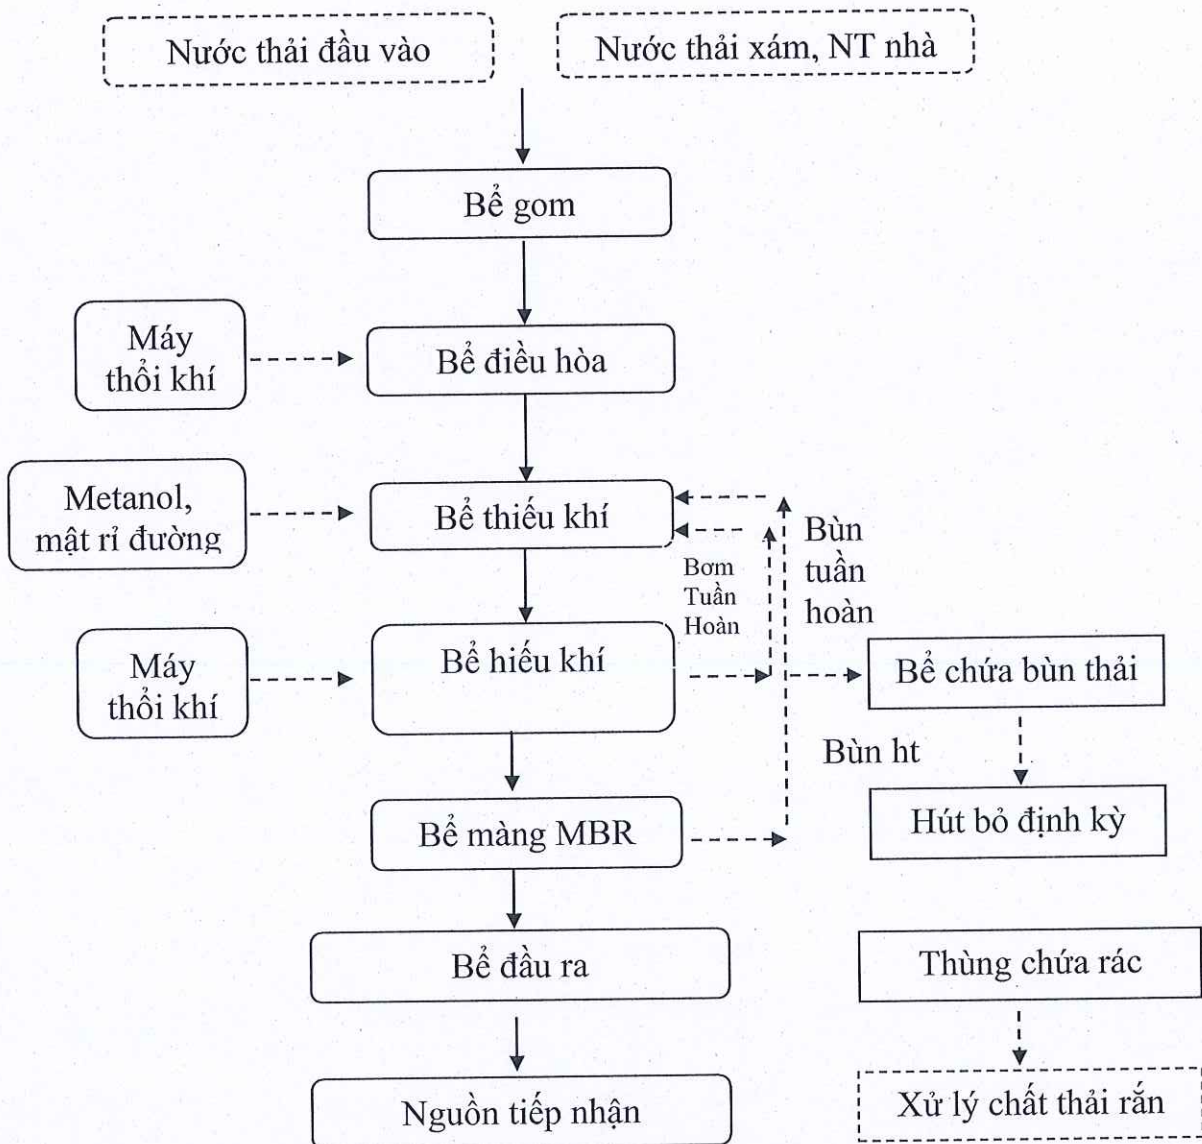 Nước thải đầu vào
Nước thải xám, NT nhà
Bể gom
Máy
thổi khí
Bể điều hòa
Metanol,
mật rỉ đường
Bể thiếu khí
Bơm
Tuần
Hoàn
Bùn
tuần
hoàn
Máy
thổi khí
Bể hiếu khí
Bể chứa bùn thải
Bùn ht
Bể màng MBR
Hút bỏ định kỳ
Bể đầu ra
Thùng chứa rác
Nguồn tiếp nhận
Xử lý chất thải rắn